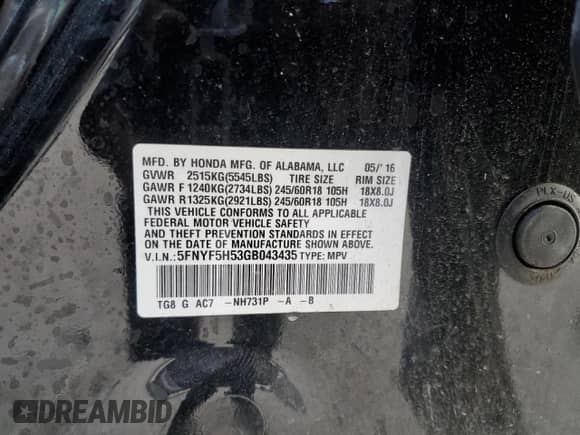 MFD. BY HONDA MFG. OF ALABAMA, LLC 05/'16
GVWR 2515KG(5545LBS) TIRE SIZE RIM SIZE
GAWR F 1240KG(2734LBS) 245/60R18 105H 18X8.0J
GAWR R 1325KG(2921LBS) 245/60R18 105H 18X8.0J
THIS VEHICLE CONFORMS TO ALL APPLICABLE
FEDERAL MOTOR VEHICLE SAFETY
AND THEFT PREVENTION STANDARDS IN EFFECT
ON THE DATE OF MANUFACTURE SHOWN ABOVE.
V.I.N.:5FNYF5H53GB043435 TYPE: MPV
TG8 G AC7 -NH731P -A -B
PLX-US
DREAMBID